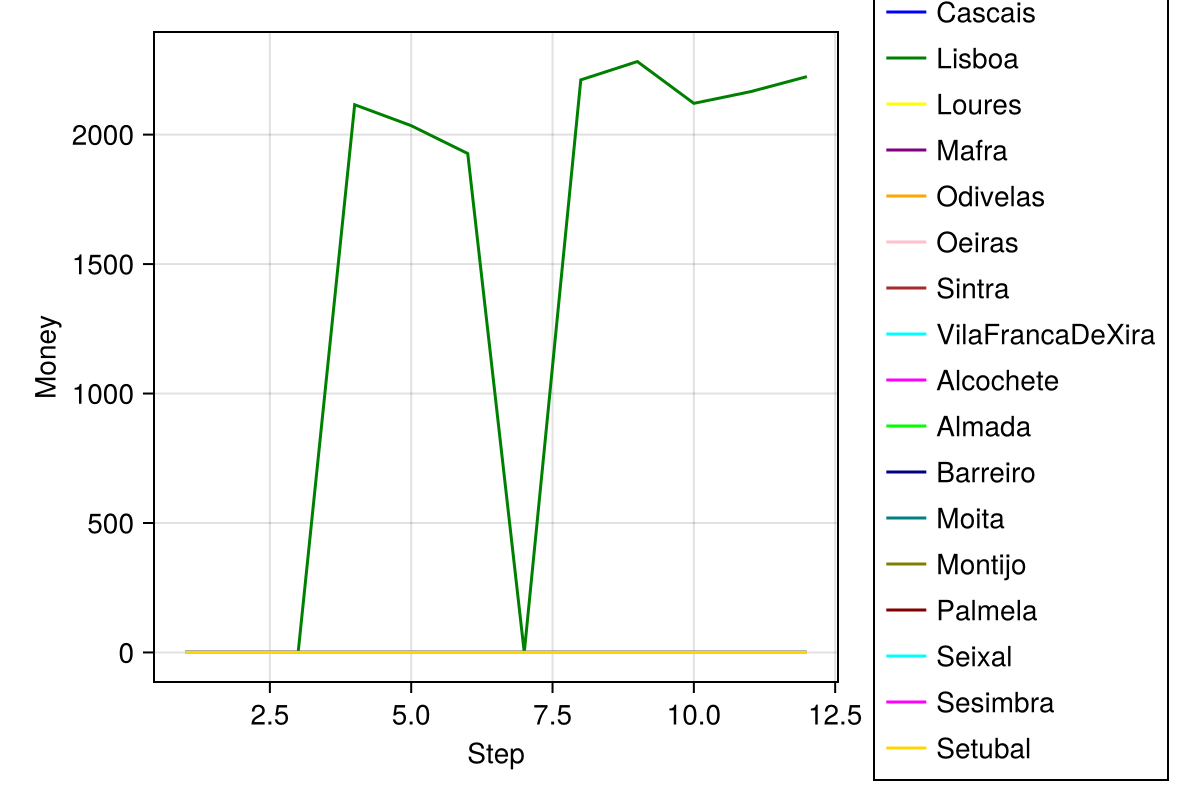 Money
2000
1500
1000
500
0
2.5 5.0 7.5 10.0 12.5
Step
Cascais
Lisboa
Loures
Mafra
Odivelas
Oeiras
Sintra
VilaFrancaDeXira
Alcochete
Almada
Barreiro
Moita
Montijo
Palmela
Seixal
Sesimbra
Setubal